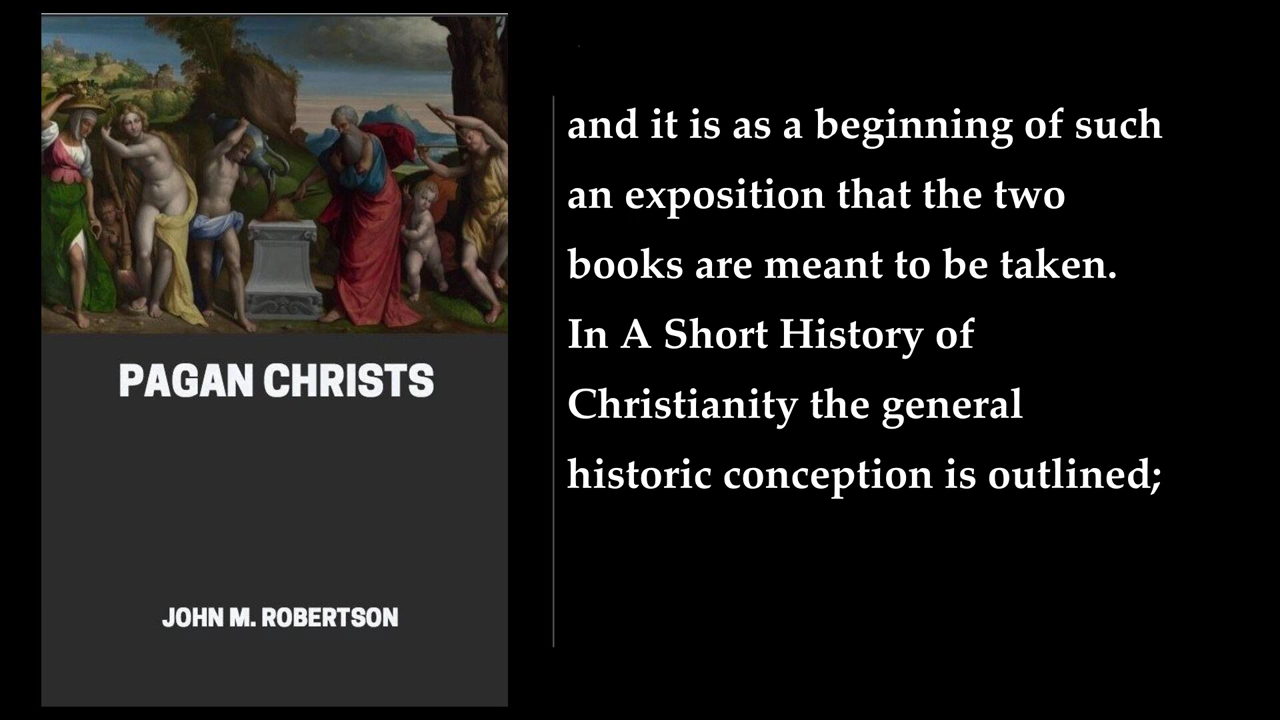 PAGAN CHRISTS
JOHN M. ROBERTSON
and it is as a beginning of such
an exposition that the two
books are meant to be taken.
In A Short History of
Christianity the general
historic conception is outlined;